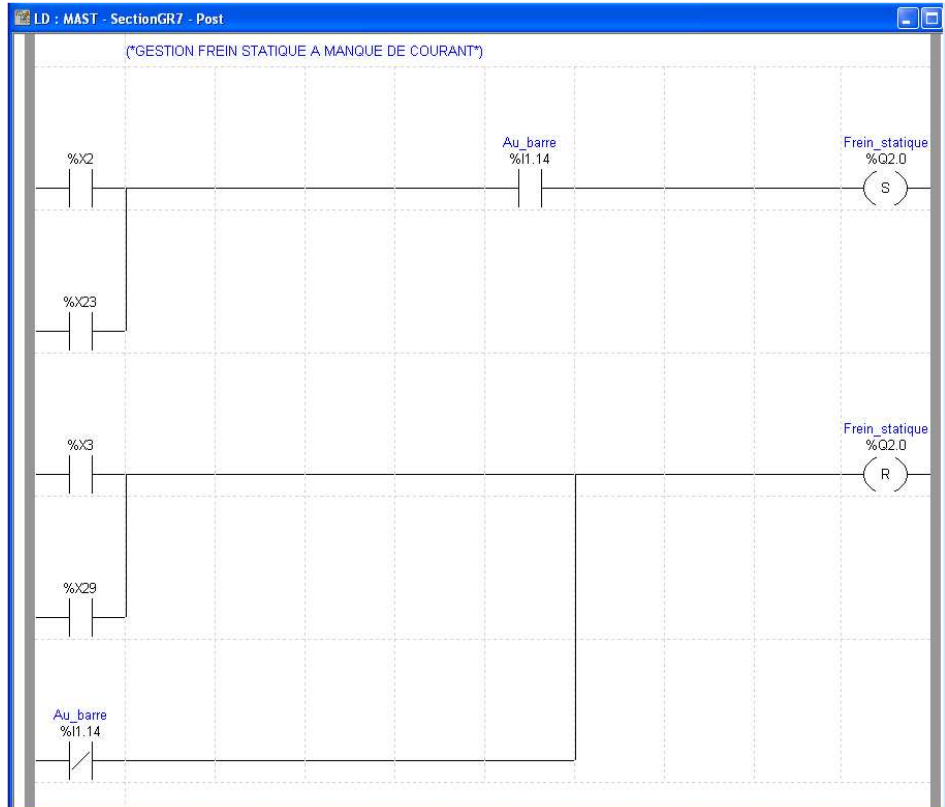 LD : MAST - SectionGR7 - Post
(*GESTION FREIN STATIQUE A MANQUE DE COURANT*)
Au_barre
Frein_statique
%X2
%I1.14
%Q2.0
S
%X23
Frein_statique
%X3
%Q2.0
R
%X29
Au_barre
%I1.14